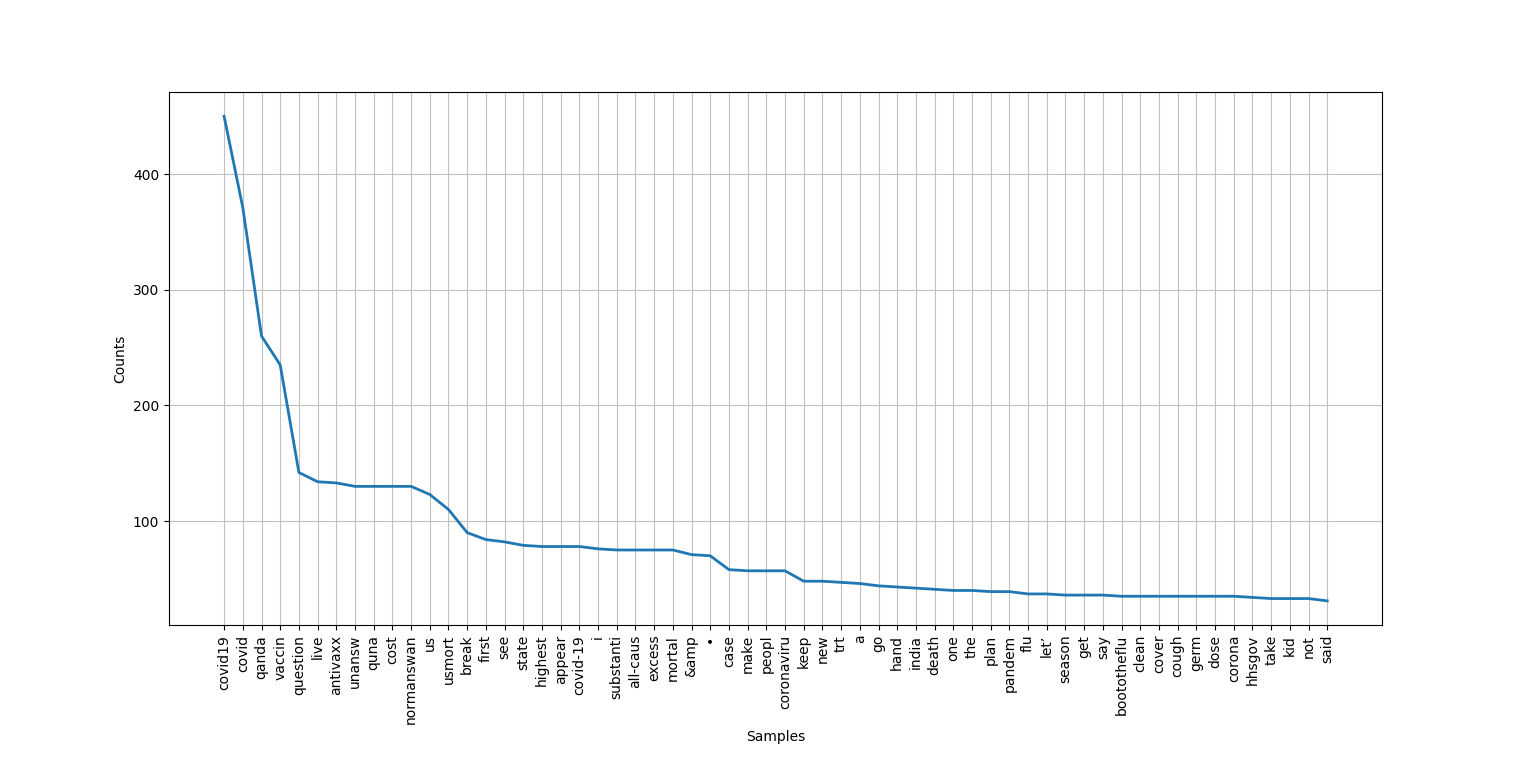 400
300
200
100
Counts
covid19
covid
qanda
vaccin
question
live
antivaxx
unansw
quna
cost
normanswan
us
usmort
break
first
see
state
highest
appear
covid-19
i
substanti
all-caus
excess
mortal
&amp
•
case
make
peopl
coronaviru
keep
new
trt
a
go
hand
india
death
one
the
plan
pandem
flu
let’
season
get
say
boototheflu
clean
cover
cough
germ
dose
corona
hhsgov
take
kid
not
said
Samples